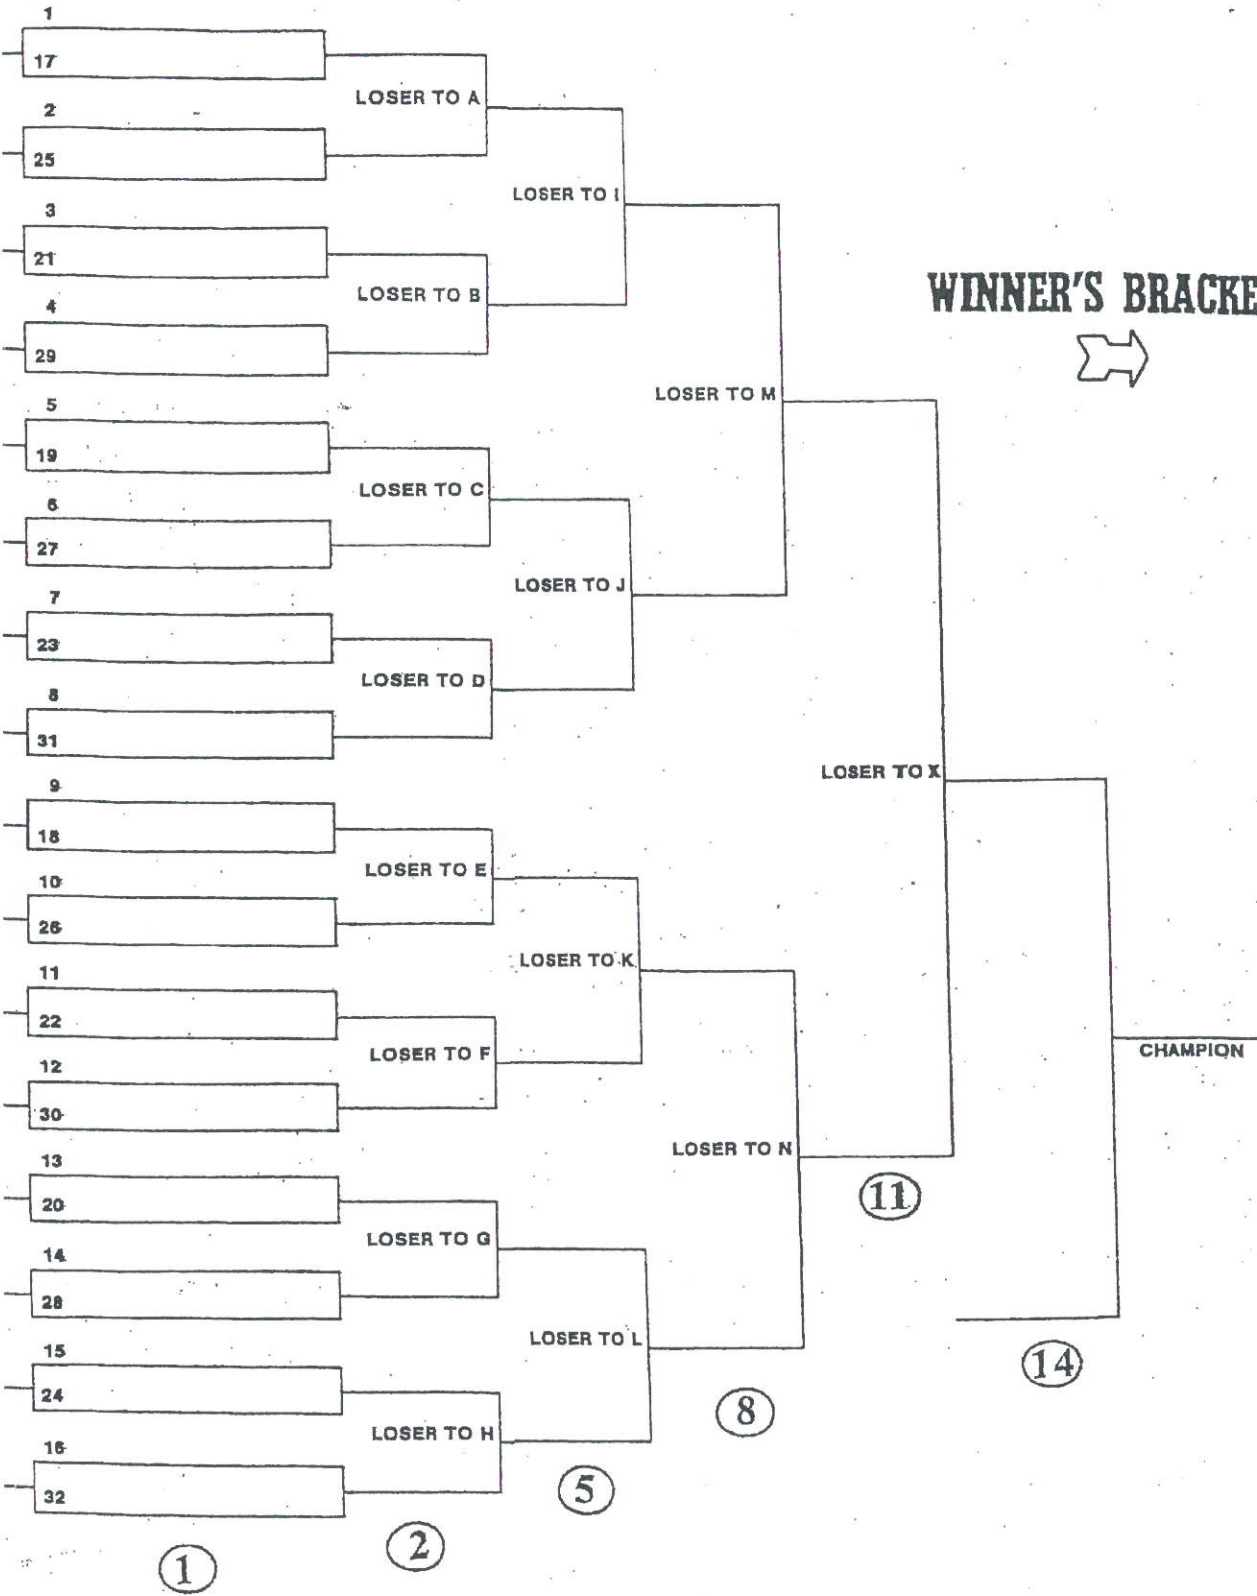 1
17
LOSER TO A
2
25
LOSER TO I
3
21
WINNER'S BRACKE
LOSER TO B
4
29
LOSER TO M
5
19
LOSER TO C
6
27
LOSER TO J
7
23
LOSER TO D
8
31
LOSER TO X
9
18
LOSER TO E
10
26
LOSER TO K
11
22
LOSER TO F
CHAMPION
12
30
LOSER TO N
13
20
11
LOSER TO G
14
28
LOSER TO L
15
24
14
8
LOSER TO H
16
32
5
2
1